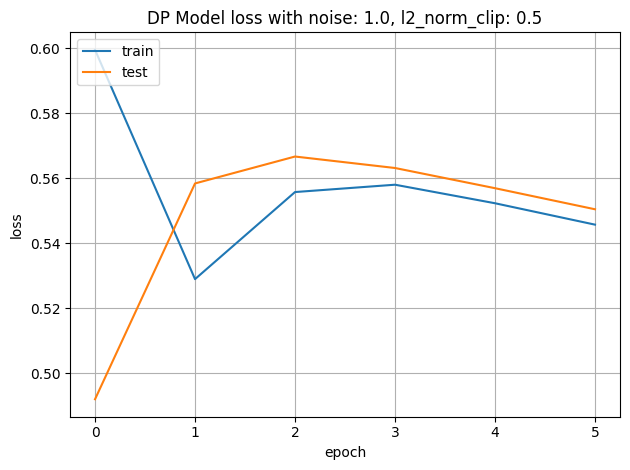 DP Model loss with noise: 1.0, l2_norm_clip: 0.5
train
test
0.60
0.58
0.56
0.54
0.52
0.50
loss
0 1 2 3 4 5
epoch